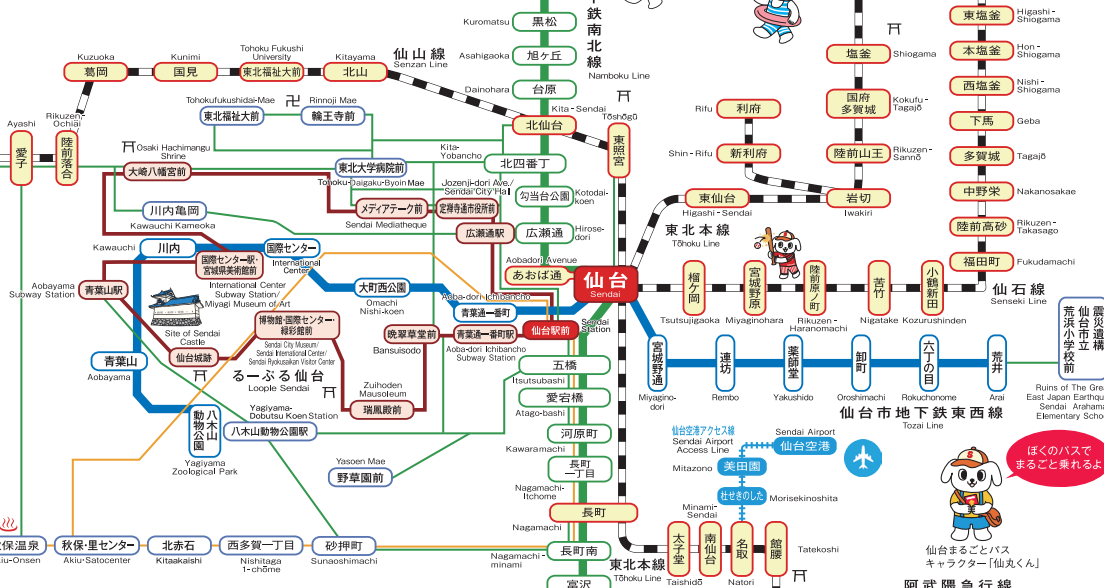 Kuromatsu
黒松
Asahigaoka
旭ヶ丘
Dainohara
台原
鉄南北線
Namboku Line
Kuzuoka
葛岡
Kunimi
国見
Tohoku Fukushi
University
東北福祉大前
Kitayama
北山
仙山線
Senzan Line
Kita-Sendai
北仙台
Tōshōgū
東照宮
Ayashi
愛子
Rikuzen-
Ochiai
陸前落合
Tohokufukushidai-Mae
東北福祉大前
Rinnoji Mae
輪王寺前
Osaki Hachimangu
Shrine
大崎八幡宮前
東北大学病院前
Tohoku-Daigaku-Byoin Mae
Kita-
Yobancho
北四番丁
Jozenji-dori Ave./
Sendai City Hall
定禅寺通市役所前
メディアテーク前
Sendai Mediatheque
勾当台公園
Kotodai-
koen
広瀬通駅
広瀬通
Hirose-
dori
川内亀岡
Kawauchi Kameoka
Kawauchi
川内
国際センター
International
Center
国際センター駅・
宮城県美術館前
International Center
Subway Station/
Miyagi Museum of Art
Aobayama
Subway Station
青葉山駅
大町西公園
Omachi
Nishi-koen
Aobadori Avenue
あおば通
仙台
Sendai
Aoba-dori Ichibancho
青葉通一番町
Site of Sendai
Castle
仙台城跡
博物館・国際センター・
緑彩館前
Sendai City Museum/
Sendai International Center/
Sendai Ryokusaikan Visitor Center
晩翠草堂前
Bansuisodo
青葉通一番町駅
Aoba-dori Ichibancho
Subway Station
仙台駅前
Sendai
Station
青葉山
Aobayama
るーぷる仙台
Loople Sendai
Zuihoden
Mausoleum
瑞鳳殿前
八木山
動物公園
Yagiyama
Zoological Park
Yagiyama-
Dobutsu Koen Station
八木山動物公園駅
Yasoen Mae
野草園前
五橋
Itsutsubashi
愛宕橋
Atago-bashi
河原町
Kawaramachi
長町
一丁目
Nagamachi-
Itchome
長町
Nagamachi
長町南
Nagamachi-
minami
富沢
保温泉
iu-Onsen
秋保・里センター
Akiu-Satocenter
北赤石
Kitaakaishi
西多賀一丁目
Nishitaga
1-chōme
砂押町
Sunaoshimachi
東北本線
Tōhoku Line
Rifu
利府
Shin-Rifu
新利府
塩釜
Shiogama
国府
多賀城
Kokufu-
Tagajō
陸前山王
Rikuzen-
Sannō
岩切
Iwakiri
東仙台
Higashi-Sendai
東北本線
Tōhoku Line
東塩釜
Higashi-
Shiogama
本塩釜
Hon-
Shiogama
西塩釜
Nishi-
Shiogama
下馬
Geba
多賀城
Tagajō
中野栄
Nakanosakae
陸前高砂
Rikuzen-
Takasago
福田町
Fukudamachi
仙石線
Senseki Line
榴ケ岡
Tsutsujigaoka
宮城野原
Miyaginohara
陸前原ノ町
Rikuzen-
Haranomachi
苦竹
Nigatake
小鶴新田
Kozurushinden
宮城野通
Miyagino-
dori
連坊
Rembo
薬師堂
Yakushido
卸町
Oroshimachi
六丁の目
Rokuchonome
荒井
Arai
仙台市地下鉄東西線
Tozai Line
震災遺構
仙台市立
荒浜小学校前
Ruins of The Grea
East Japan Earthqu
Sendai Arahama
Elementary Schoo
仙台空港アクセス線
Sendai Airport
Access Line
Sendai Airport
仙台空港
Mitazono
美田園
杜せきのした
Morisekinoshita
Minami-
Sendai
太子堂
Taishidō
南仙台
名取
Natori
館腰
Tatekoshi
ぼくのバスで
まるごと乗れるよ
仙台まるごとパス
キャラクター「仙丸くん」
阿武隈急行線